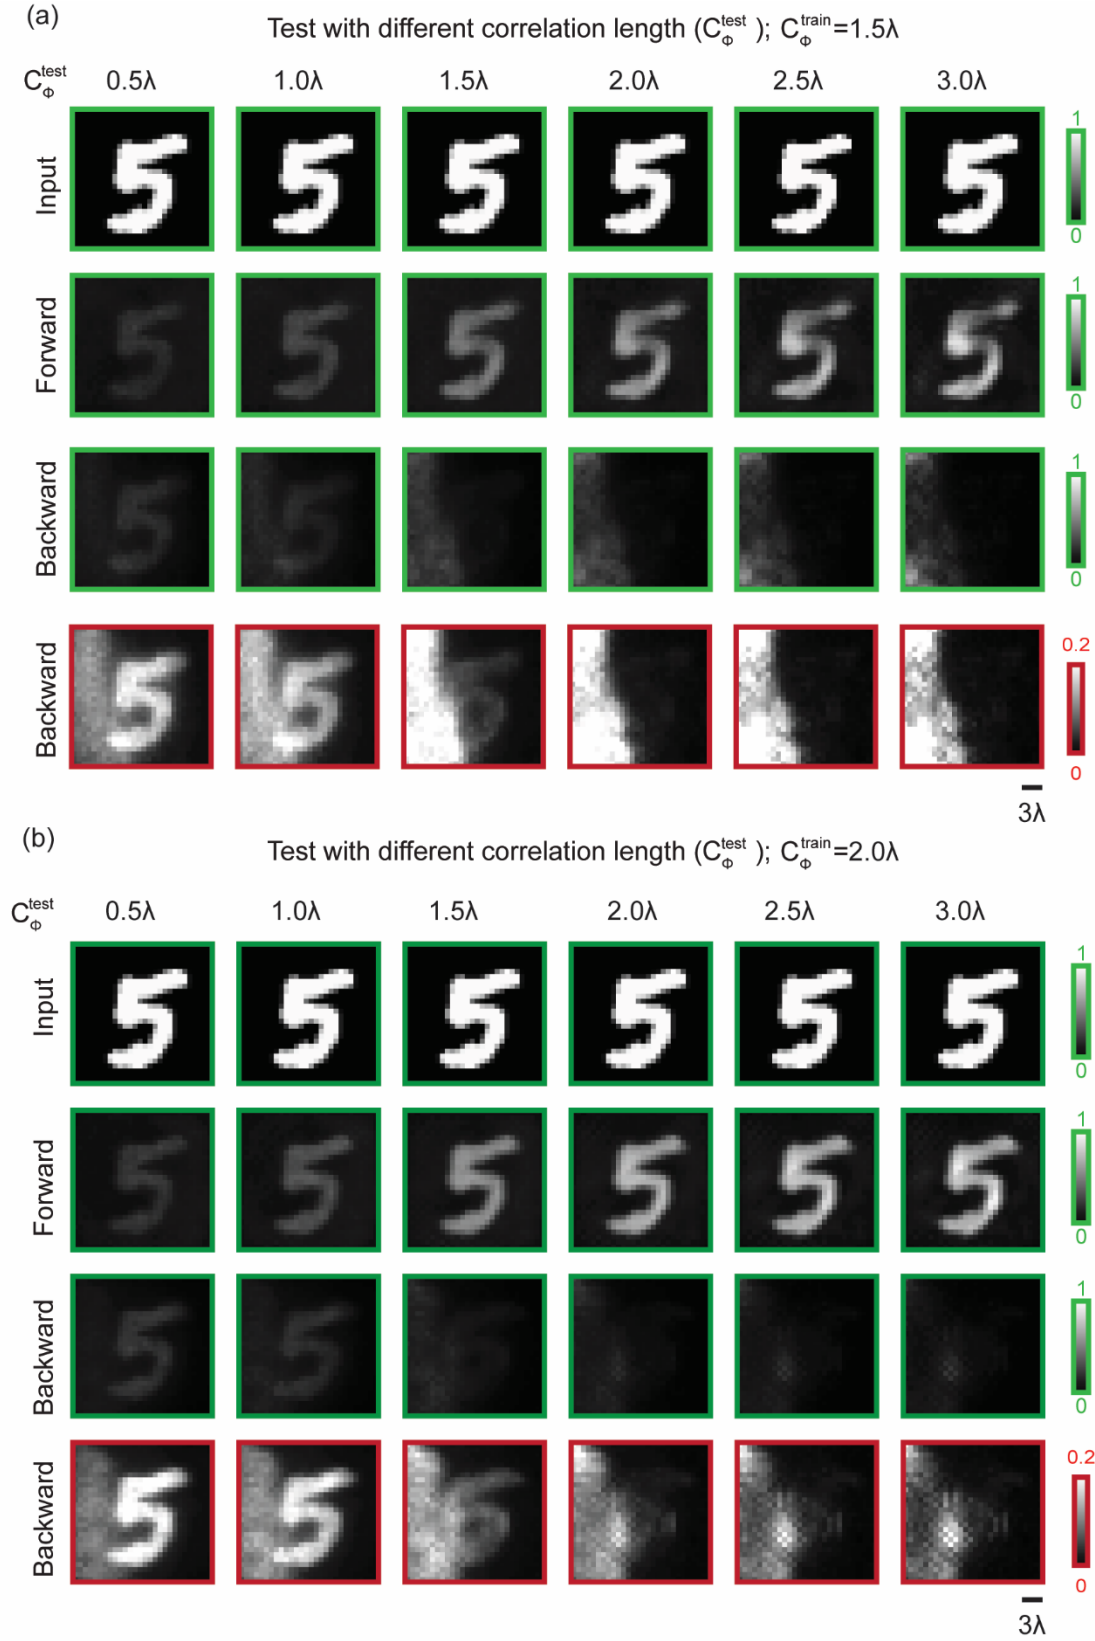 (a)
Test with different correlation length (C_Φ^test); C_Φ^train=1.5λ
C_Φ^test 0.5λ 1.0λ 1.5λ 2.0λ 2.5λ 3.0λ
Input 1 0
Forward 1 0
Backward 1 0
Backward 0.2 0
3λ
(b)
Test with different correlation length (C_Φ^test ); C_Φ^train=2.0λ
C_Φ^test 0.5λ 1.0λ 1.5λ 2.0λ 2.5λ 3.0λ
Input 1 0
Forward 1 0
Backward 1 0
Backward 0.2 0
3λ